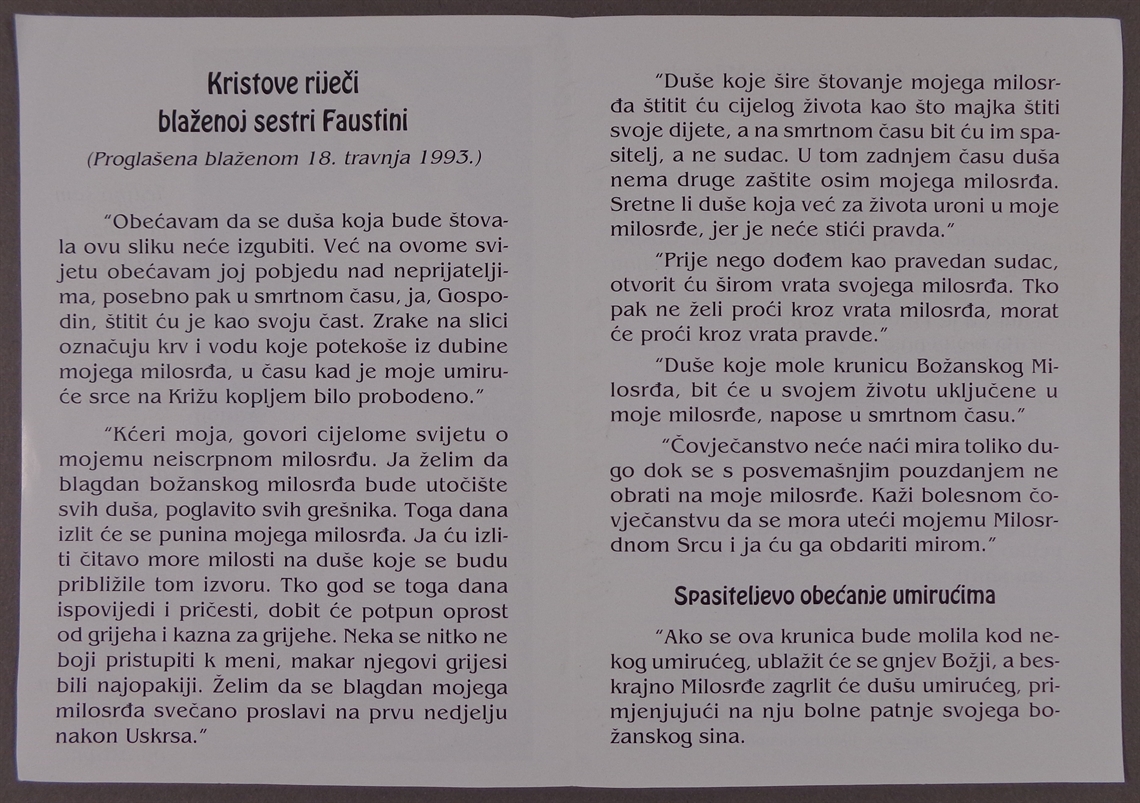 Kristove riječi
blaženoj sestri Faustini
(Proglašena blaženom 18. travnja 1993.)
"Obećavam da se duša koja bude štova-
la ovu sliku neće izgubiti. Već na ovome svi-
jetu obećavam joj pobjedu nad neprijatelji-
ma, posebno pak u smrtnom času, ja, Gospo-
din, štitit ću je kao svoju čast. Zrake na slici
označuju krv i vodu koje potekoše iz dubine
mojega milosrđa, u času kad je moje umiru-
će srce na Križu kopljem bilo probodeno."
"Kćeri moja, govori cijelome svijetu o
mojemu neiscrpnom milosrđu. Ja želim da
blagdan božanskog milosrđa bude utočište
svih duša, poglavito svih grešnika. Toga dana
izlit će se punina mojega milosrđa. Ja ću izli-
ti čitavo more milosti na duše koje se budu
približile tom izvoru. Tko god se toga dana
ispovijedi i pričesti, dobit će potpun oprost
od grijeha i kazna za grijehe. Neka se nitko ne
boji pristupiti k meni, makar njegovi grijesi
bili najopakiji. Želim da se blagdan mojega
milosrđa svečano proslavi na prvu nedjelju
nakon Uskrsa."
"Duše koje šire štovanje mojega milosr-
đa štitit ću cijelog života kao što majka štiti
svoje dijete, a na smrtnom času bit ću im spa-
sitelj, a ne sudac. U tom zadnjem času duša
nema druge zaštite osim mojega milosrđa.
Sretne li duše koja već za života uroni u moje
milosrđe, jer je neće stići pravda."
"Prije nego dođem kao pravedan sudac,
otvorit ću širom vrata svojega milosrđa. Tko
pak ne želi proći kroz vrata milosrđa, morat
će proći kroz vrata pravde."
"Duše koje mole krunicu Božanskog Mi-
losrđa, bit će u svojem životu uključene u
moje milosrđe, napose u smrtnom času."
"Čovječanstvo neće naći mira toliko du-
go dok se s posvemašnjim pouzdanjem ne
obrati na moje milosrđe. Kaži bolesnom čo-
vječanstvu da se mora uteći mojemu Milosr-
dnom Srcu i ja ću ga obdariti mirom."
Spasiteljevo obećanje umirućima
"Ako se ova krunica bude molila kod ne-
kog umirućeg, ublažit će se gnjev Božji, a bes-
krajno Milosrđe zagrlit će dušu umirućeg, pri-
mjenjujući na nju bolne patnje svojega bo-
žanskog sina.